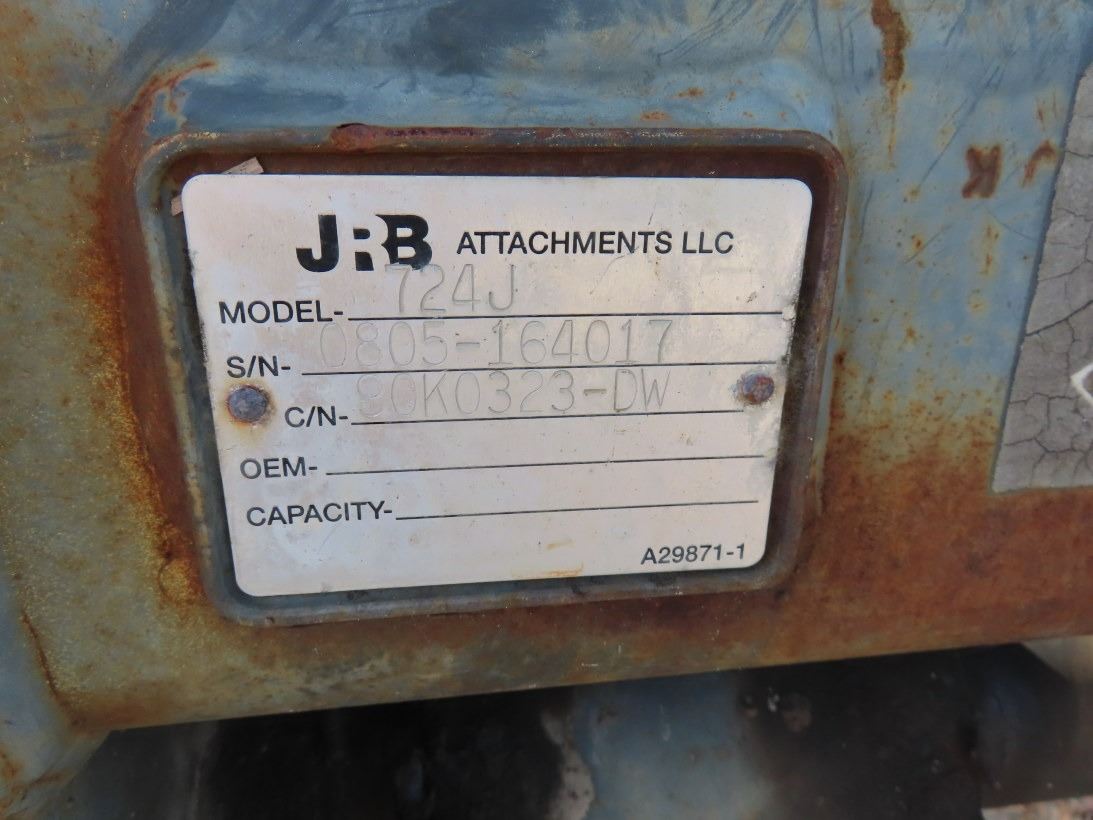 JRB ATTACHMENTS LLC
MODEL- 724J
S/N- 0805-164017
C/N- 80K0323-DW
OEM-
CAPACITY-
A29871-1